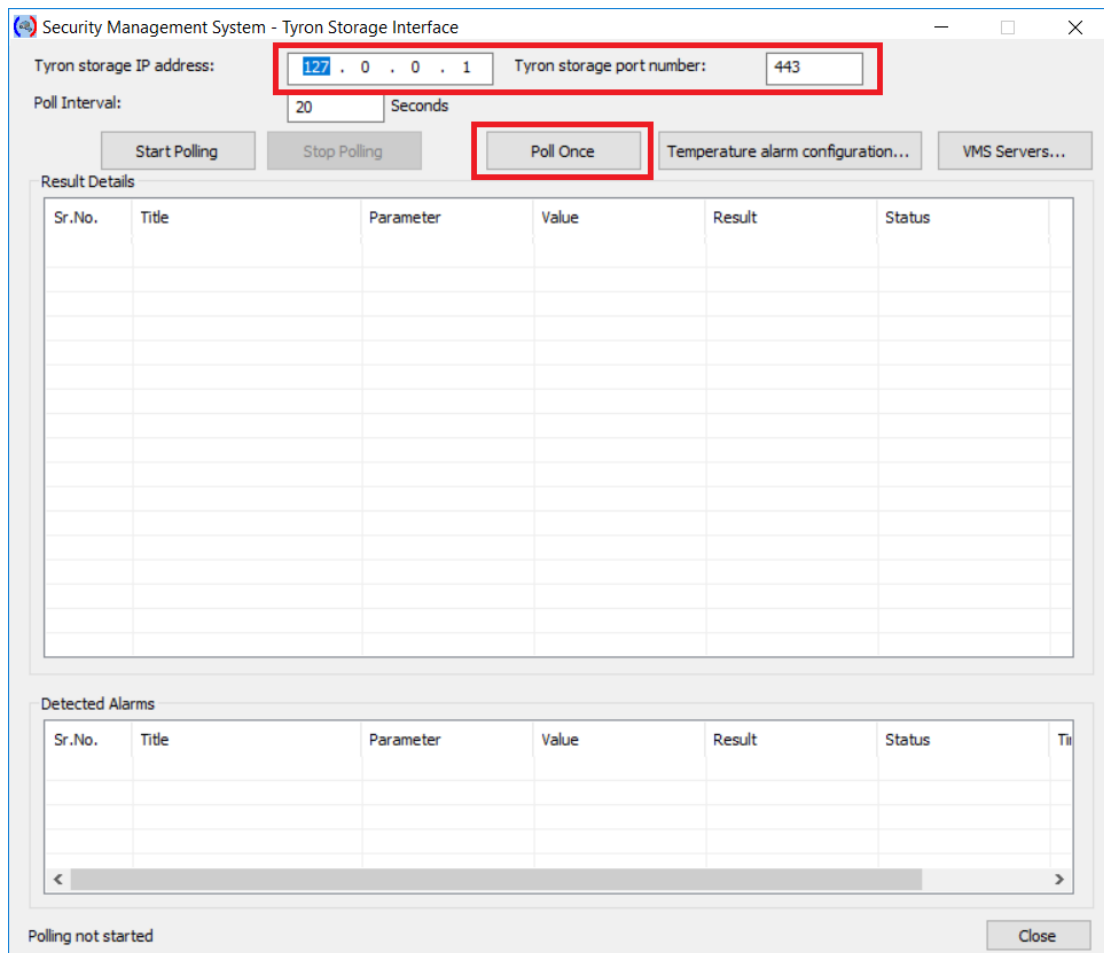 Security Management System - Tyron Storage Interface
Tyron storage IP address: 127 . 0 . 0 . 1 Tyron storage port number: 443
Poll Interval: 20 Seconds
Start Polling Stop Polling Poll Once Temperature alarm configuration... VMS Servers...
Result Details
Sr.No. Title Parameter Value Result Status
Detected Alarms
Sr.No. Title Parameter Value Result Status
Polling not started Close